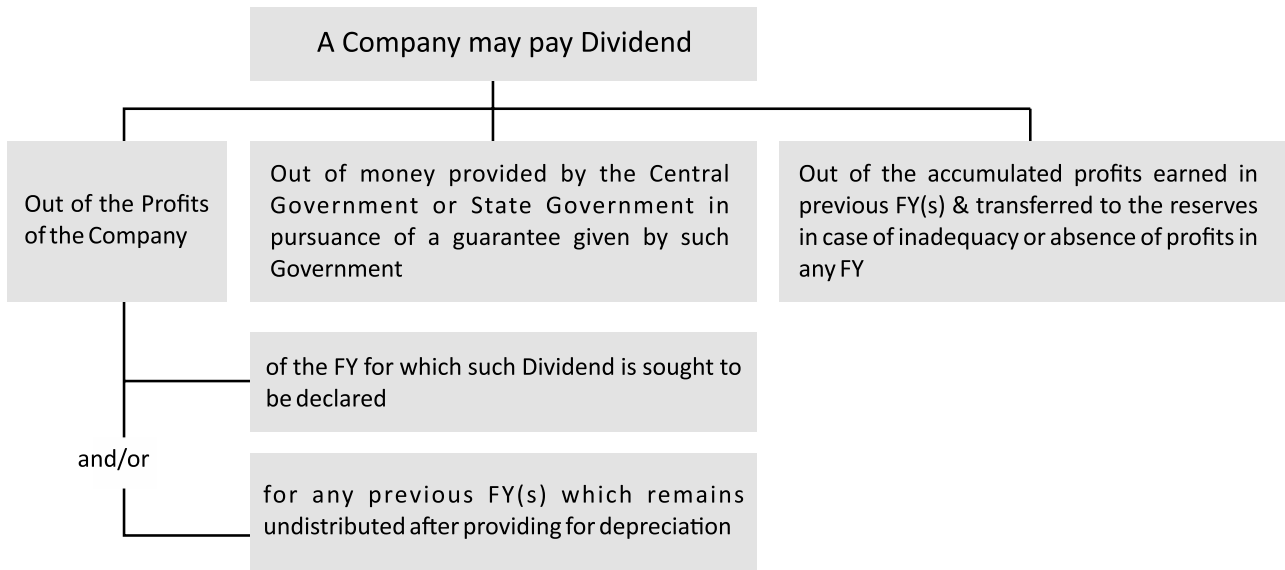 A Company may pay Dividend
Out of the Profits
of the Company
Out of money provided by the Central
Government or State Government in
pursuance of a guarantee given by such
Government
Out of the accumulated profits earned in
previous FY(s) & transferred to the reserves
in case of inadequacy or absence of profits in
any FY
of the FY for which such Dividend is sought to
be declared
and/or
for any previous FY(s) which remains
undistributed after providing for depreciation